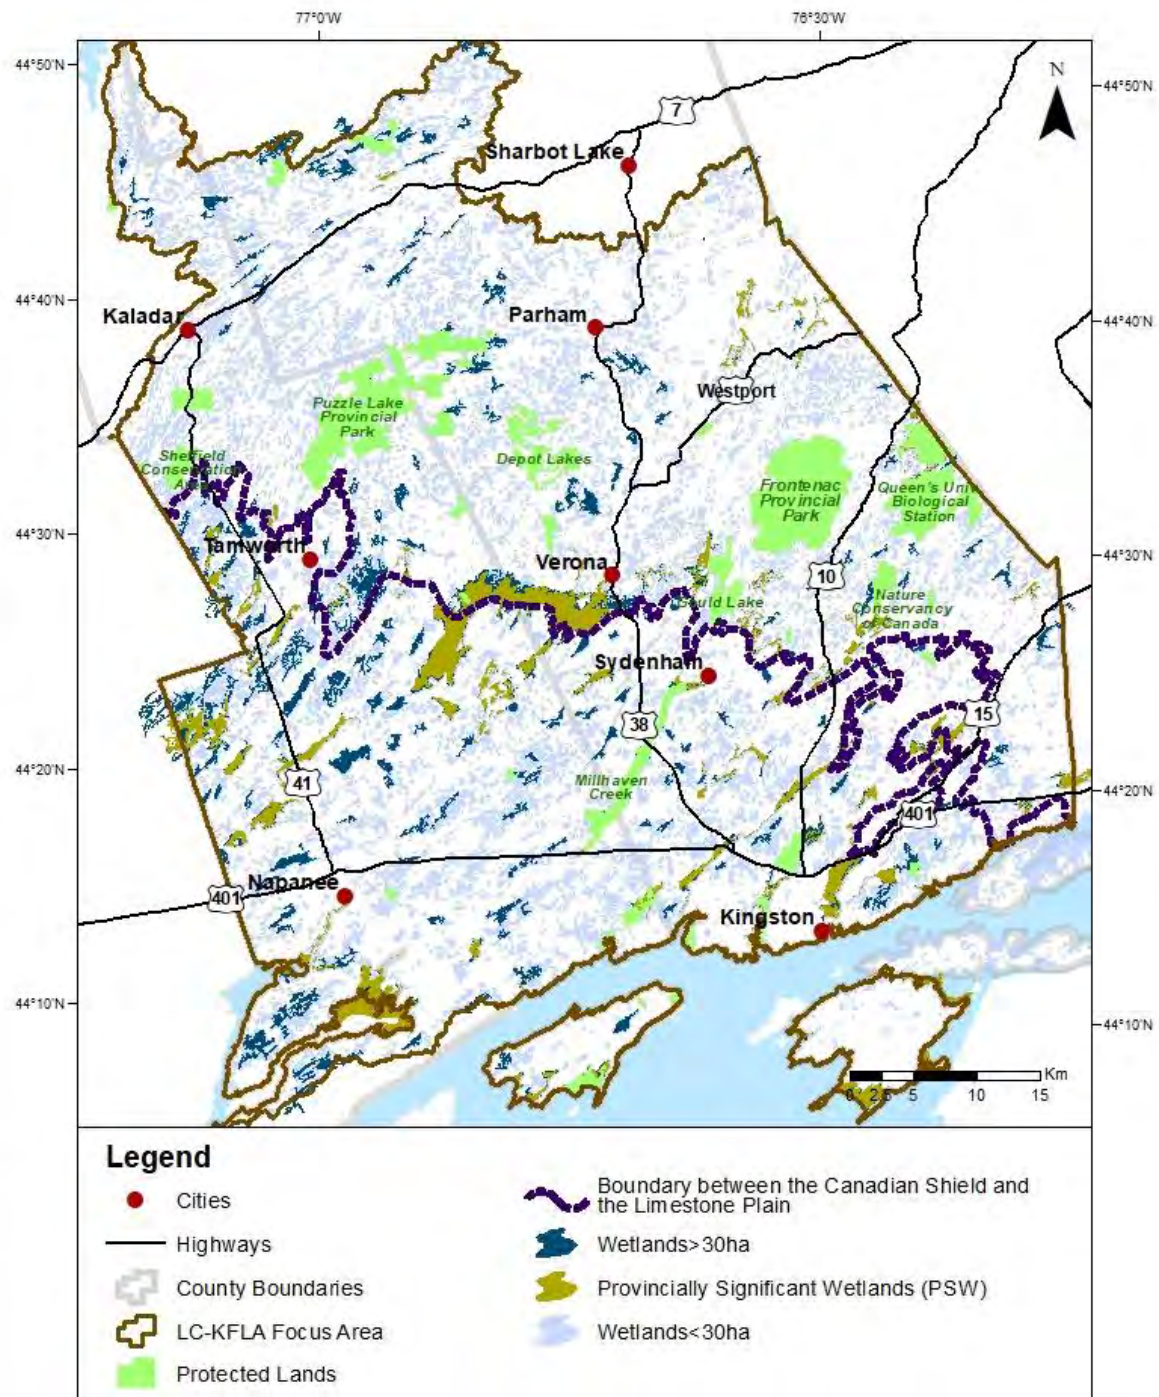 77°0'W
76°30'W
44°50'N
44°50'N
N
7
Sharbot Lake
44°40'N
44°40'N
Kaladar
Parham
Westport
Puzzle Lake
Provincial
Park
Sheffield
Conservation
Area
Depot Lakes
Frontenac
Provincial
Park
Queen's Univ
Biological
Station
44°30'N
44°30'N
Tamworth
Verona
10
Gould Lake
Nature
Conservancy
of Canada
Sydenham
38
15
44°20'N
44°20'N
41
Millhaven
Creek
401
Napanee
401
Kingston
44°10'N
44°10'N
Km
0 2.5 5 10 15
Legend
Cities
Highways
County Boundaries
LC-KFLA Focus Area
Protected Lands
Boundary between the Canadian Shield and
the Limestone Plain
Wetlands>30ha
Provincially Significant Wetlands (PSW)
Wetlands<30ha